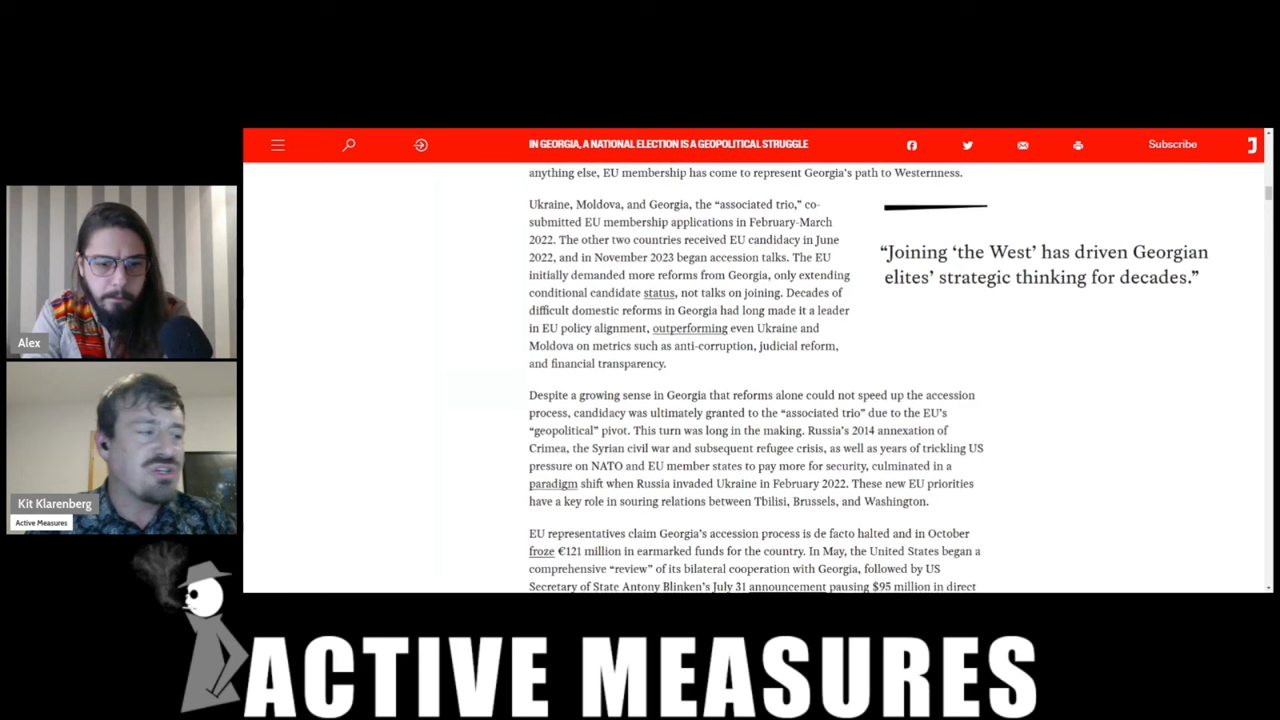 IN GEORGIA, A NATIONAL ELECTION IS A GEOPOLITICAL STRUGGLE
Subscribe
anything else, EU membership has come to represent Georgia's path to Westernness.
Ukraine, Moldova, and Georgia, the “associated trio,” co-
submitted EU membership applications in February-March
2022. The other two countries received EU candidacy in June
2022, and in November 2023 began accession talks. The EU
initially demanded more reforms from Georgia, only extending
conditional candidate status, not talks on joining. Decades of
difficult domestic reforms in Georgia had long made it a leader
in EU policy alignment, outperforming even Ukraine and
Moldova on metrics such as anti-corruption, judicial reform,
and financial transparency.
“Joining ‘the West’ has driven Georgian
elites’ strategic thinking for decades.”
Despite a growing sense in Georgia that reforms alone could not speed up the accession
process, candidacy was ultimately granted to the “associated trio” due to the EU's
“geopolitical” pivot. This turn was long in the making. Russia's 2014 annexation of
Crimea, the Syrian civil war and subsequent refugee crisis, as well as years of trickling US
pressure on NATO and EU member states to pay more for security, culminated in a
paradigm shift when Russia invaded Ukraine in February 2022. These new EU priorities
have a key role in souring relations between Tbilisi, Brussels, and Washington.
EU representatives claim Georgia's accession process is de facto halted and in October
froze €121 million in earmarked funds for the country. In May, the United States began a
comprehensive “review” of its bilateral cooperation with Georgia, followed by US
Secretary of State Antony Blinken's July 31 announcement pausing $95 million in direct
Alex
Kit Klarenberg
Active Measures
ACTIVE MEASURES